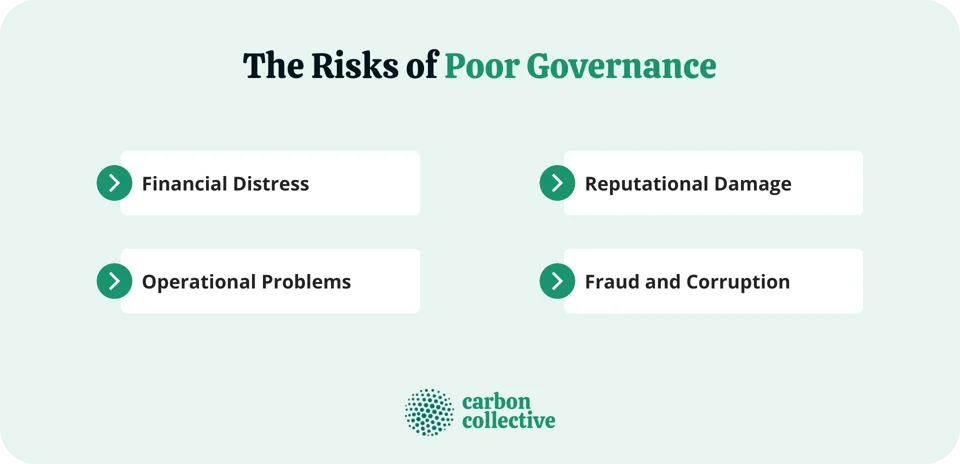 The Risks of Poor Governance
Financial Distress
Reputational Damage
Operational Problems
Fraud and Corruption
carbon
collective